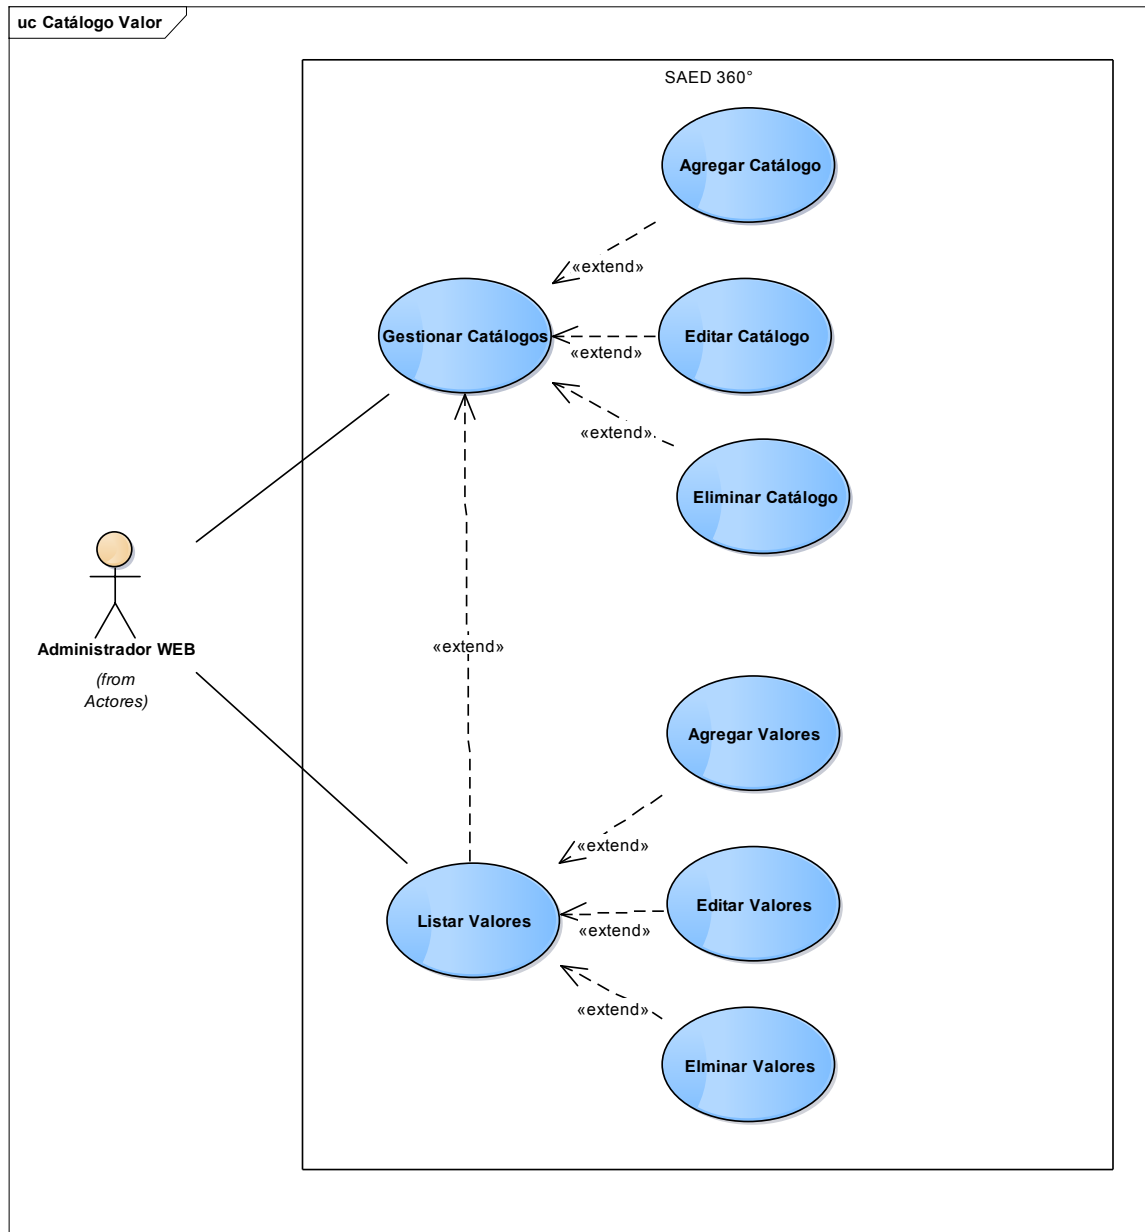 uc Catálogo Valor
SAED 360°
Agregar Catálogo
«extend»
Gestionar Catálogos
Editar Catálogo
«extend»
«extend»
Eliminar Catálogo
Administrador WEB
(from
Actores)
«extend»
Agregar Valores
«extend»
Listar Valores
Editar Valores
«extend»
«extend»
Elminar Valores